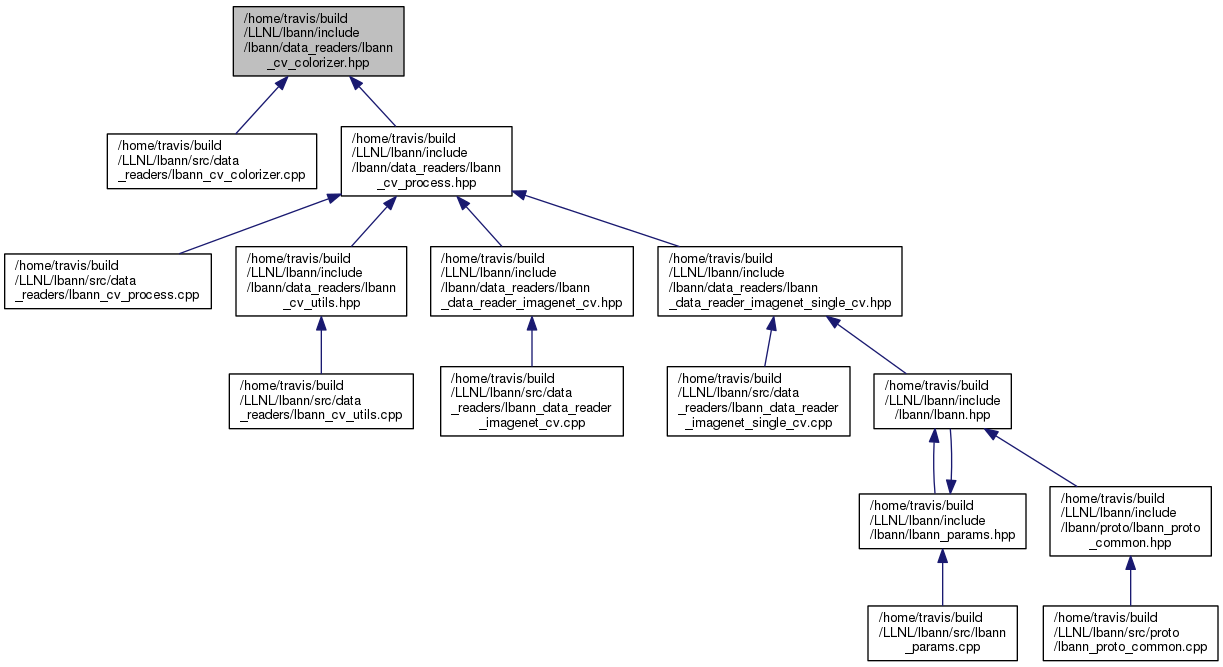 /home/travis/build
/LLNL/lbann/include
/lbann/data_readers/lbann
_cv_colorizer.hpp
/home/travis/build
/LLNL/lbann/src/data
_readers/lbann_cv_colorizer.cpp
/home/travis/build
/LLNL/lbann/include
/lbann/data_readers/lbann
_cv_process.hpp
/home/travis/build
/LLNL/lbann/src/data
_readers/lbann_cv_process.cpp
/home/travis/build
/LLNL/lbann/include
/lbann/data_readers/lbann
_cv_utils.hpp
/home/travis/build
/LLNL/lbann/include
/lbann/data_readers/lbann
_data_reader_imagenet_cv.hpp
/home/travis/build
/LLNL/lbann/include
/lbann/data_readers/lbann
_data_reader_imagenet_single_cv.hpp
/home/travis/build
/LLNL/lbann/src/data
_readers/lbann_cv_utils.cpp
/home/travis/build
/LLNL/lbann/src/data
_readers/lbann_data_reader
_imagenet_cv.cpp
/home/travis/build
/LLNL/lbann/src/data
_readers/lbann_data_reader
_imagenet_single_cv.cpp
/home/travis/build
/LLNL/lbann/include
/lbann/lbann.hpp
/home/travis/build
/LLNL/lbann/include
/lbann/lbann_params.hpp
/home/travis/build
/LLNL/lbann/include
/lbann/proto/lbann_proto
_common.hpp
/home/travis/build
/LLNL/lbann/src/lbann
_params.cpp
/home/travis/build
/LLNL/lbann/src/proto
/lbann_proto_common.cpp